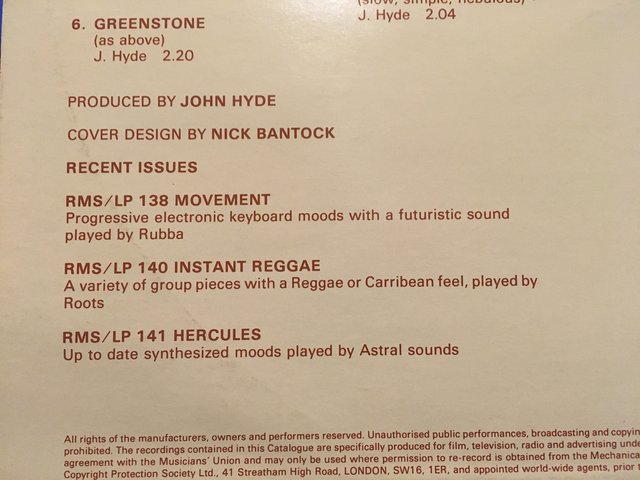 (slow, simple, nebulous)
6. GREENSTONE
J. Hyde 2.04
(as above)
J. Hyde 2.20
PRODUCED BY JOHN HYDE
COVER DESIGN BY NICK BANTOCK
RECENT ISSUES
RMS/LP 138 MOVEMENT
Progressive electronic keyboard moods with a futuristic sound
played by Rubba
RMS/LP 140 INSTANT REGGAE
A variety of group pieces with a Reggae or Carribean feel, played by
Roots
RMS/LP 141 HERCULES
Up to date synthesized moods played by Astral sounds
All rights of the manufacturers, owners and performers reserved. Unauthorised public performances, broadcasting and copyin
prohibited. The recordings contained in this Catalogue are specifically produced for film, television, radio and advertising unde
agreement with the Musicians' Union and may only be used where permission to re-record is obtained from the Mechanica
Copyright Protection Society Ltd., 41 Streatham High Road, LONDON, SW16, 1ER, and appointed world-wide agents, prior t